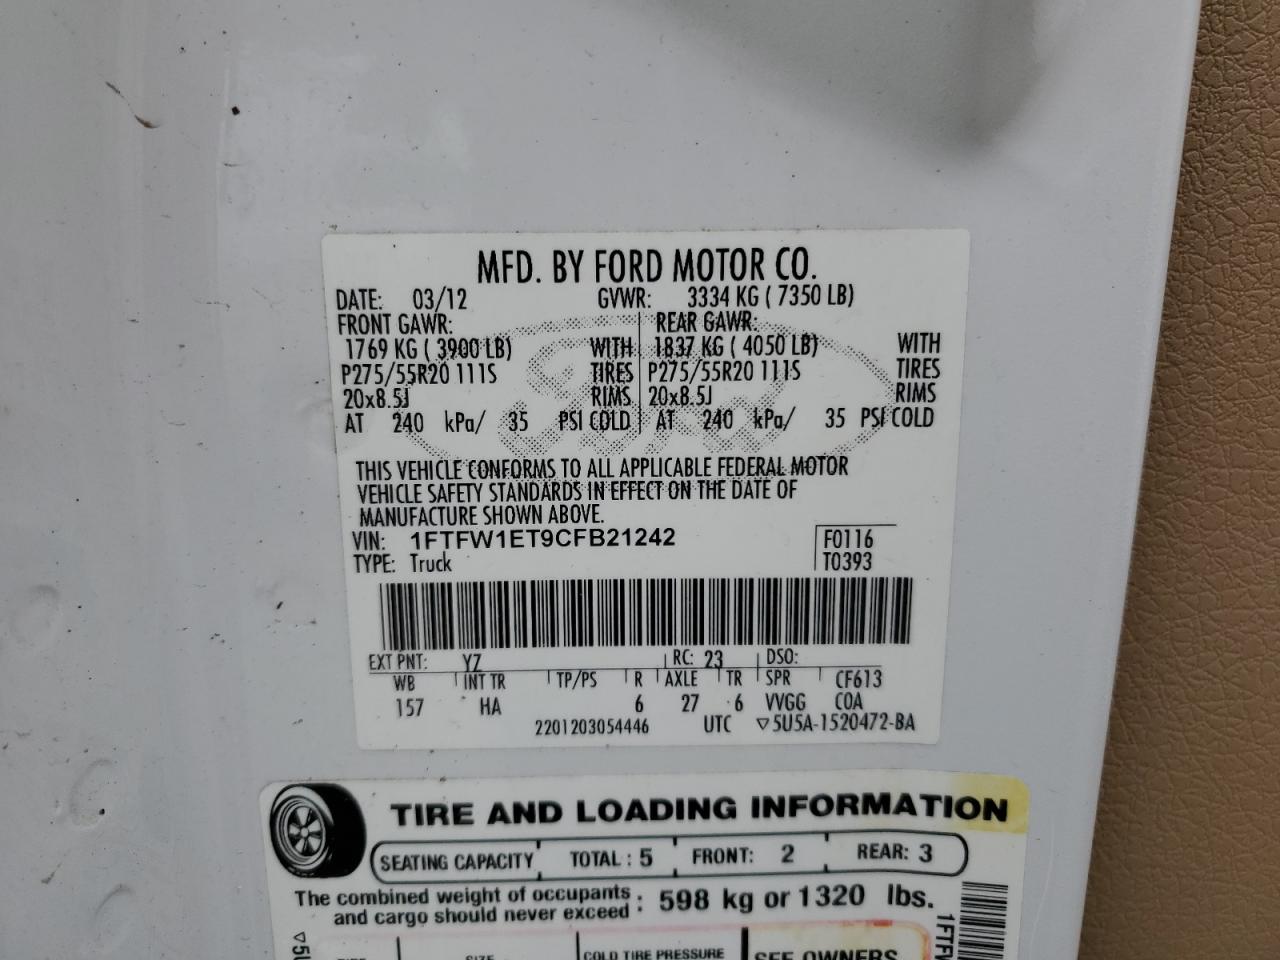 MFD. BY FORD MOTOR CO.
DATE: 03/12 GVWR: 3334 KG ( 7350 LB)
FRONT GAWR: REAR GAWR:
1769 KG ( 3900 LB) WITH 1837 KG ( 4050 LB) WITH
P275/55R20 111S TIRES P275/55R20 111S TIRES
20x8.5J RIMS 20x8.5J RIMS
AT 240 kPa/ 35 PSI COLD AT 240 kPa/ 35 PSI COLD
Ford
THIS VEHICLE CONFORMS TO ALL APPLICABLE FEDERAL MOTOR
VEHICLE SAFETY STANDARDS IN EFFECT ON THE DATE OF
MANUFACTURE SHOWN ABOVE.
VIN: 1FTFW1ET9CFB21242 F0116
TYPE: Truck T0393
EXT PNT: YZ RC: 23 DSO:
WB INT TR TP/PS R AXLE TR SPR CF613
157 HA 6 27 6 VVGG COA
2201203054446 UTC ▽5U5A-1520472-BA
TIRE AND LOADING INFORMATION
SEATING CAPACITY TOTAL : 5 FRONT: 2 REAR: 3
The combined weight of occupants
and cargo should never exceed : 598 kg or 1320 lbs.
SIZE COLD TIRE PRESSURE SEE OWNERS
▽5U
1FTFW